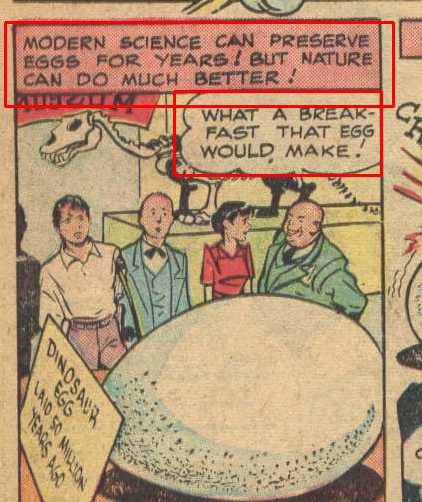 MODERN SCIENCE CAN PRESERVE
EGGS FOR YEARS! BUT NATURE
CAN DO MUCH BETTER!
WHAT A BREAK-
FAST THAT EGG
WOULD MAKE!
DINOSAUR
EGG
LAID 50 MILLION
YEARS AGO